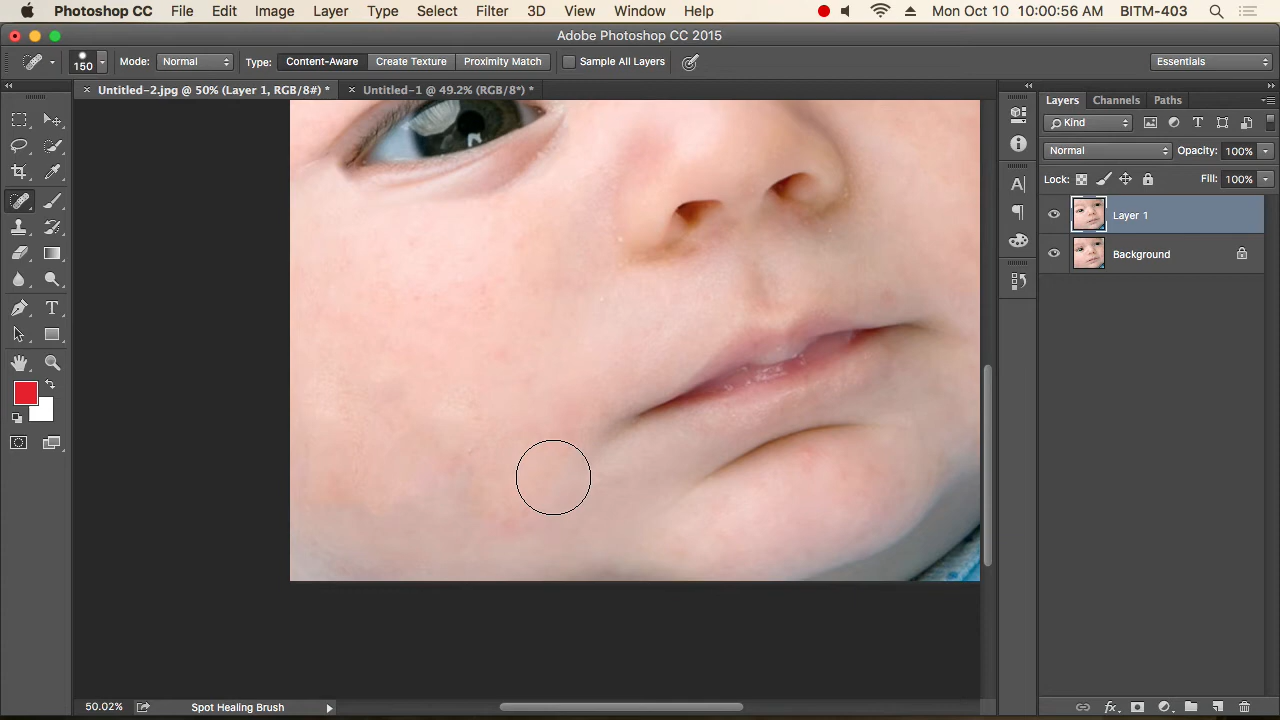 Photoshop CC File Edit Image Layer Type Select Filter 3D View Window Help Mon Oct 10 10:00:56 AM BITM-403
Adobe Photoshop CC 2015
150 Mode: Normal Type: Content-Aware Create Texture Proximity Match Sample All Layers Essentials
Untitled-2.jpg @ 50% (Layer 1, RGB/8#) * Untitled-1 @ 49.2% (RGB/8*) *
Layers Channels Paths
Kind
Normal Opacity: 100%
Lock: Fill: 100%
Layer 1
Background
50.02% Spot Healing Brush